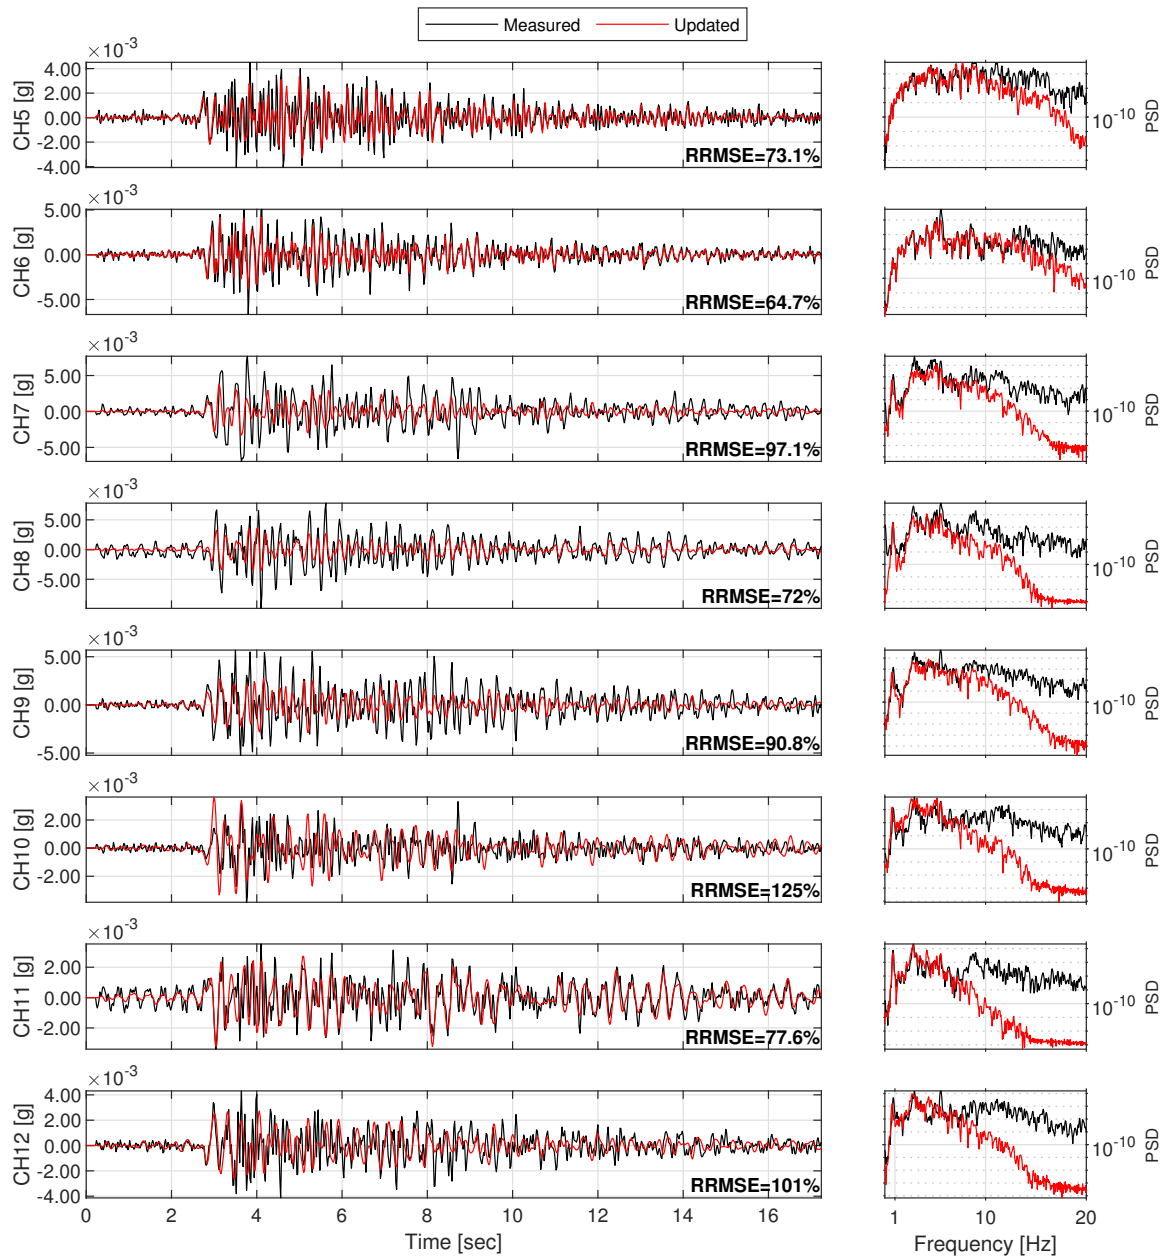 Measured Updated
×10-3
CH5 [g]
4.00
2.00
0.00
-2.00
-4.00
RRMSE=73.1%
10-10
PSD
×10-3
CH6 [g]
5.00
0.00
-5.00
RRMSE=64.7%
10-10
PSD
×10-3
CH7 [g]
5.00
0.00
-5.00
RRMSE=97.1%
10-10
PSD
×10-3
CH8 [g]
5.00
0.00
-5.00
RRMSE=72%
10-10
PSD
×10-3
CH9 [g]
5.00
0.00
-5.00
RRMSE=90.8%
10-10
PSD
×10-3
CH10 [g]
2.00
0.00
-2.00
RRMSE=125%
10-10
PSD
×10-3
CH11 [g]
2.00
0.00
-2.00
RRMSE=77.6%
10-10
PSD
×10-3
CH12 [g]
4.00
2.00
0.00
-2.00
-4.00
RRMSE=101%
10-10
PSD
0 2 4 6 8 10 12 14 16
Time [sec]
1 10 20
Frequency [Hz]